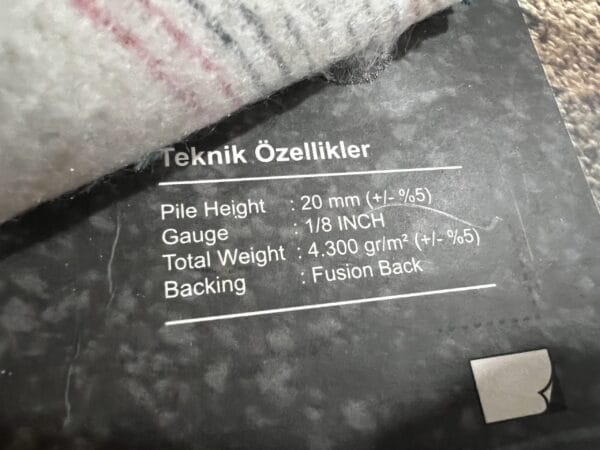 Teknik Özellikler
Pile Height : 20 mm (+/- %5)
Gauge : 1/8 INCH
Total Weight : 4.300 gr/m² (+/- %5)
Backing : Fusion Back